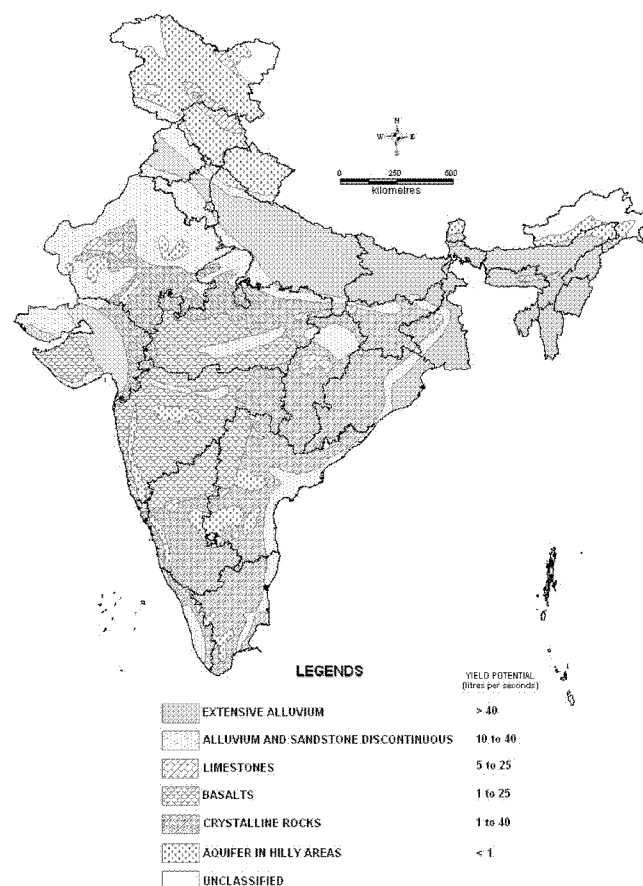 N
W E
S
0 250 500
kilometres
LEGENDS
YIELD POTENTIAL
(litres per seconds)
EXTENSIVE ALLUVIUM > 40
ALLUVIUM AND SANDSTONE DISCONTINUOUS 10 to 40
LIMESTONES 5 to 25
BASALTS 1 to 25
CRYSTALLINE ROCKS 1 to 40
AQUIFER IN HILLY AREAS < 1
UNCLASSIFIED